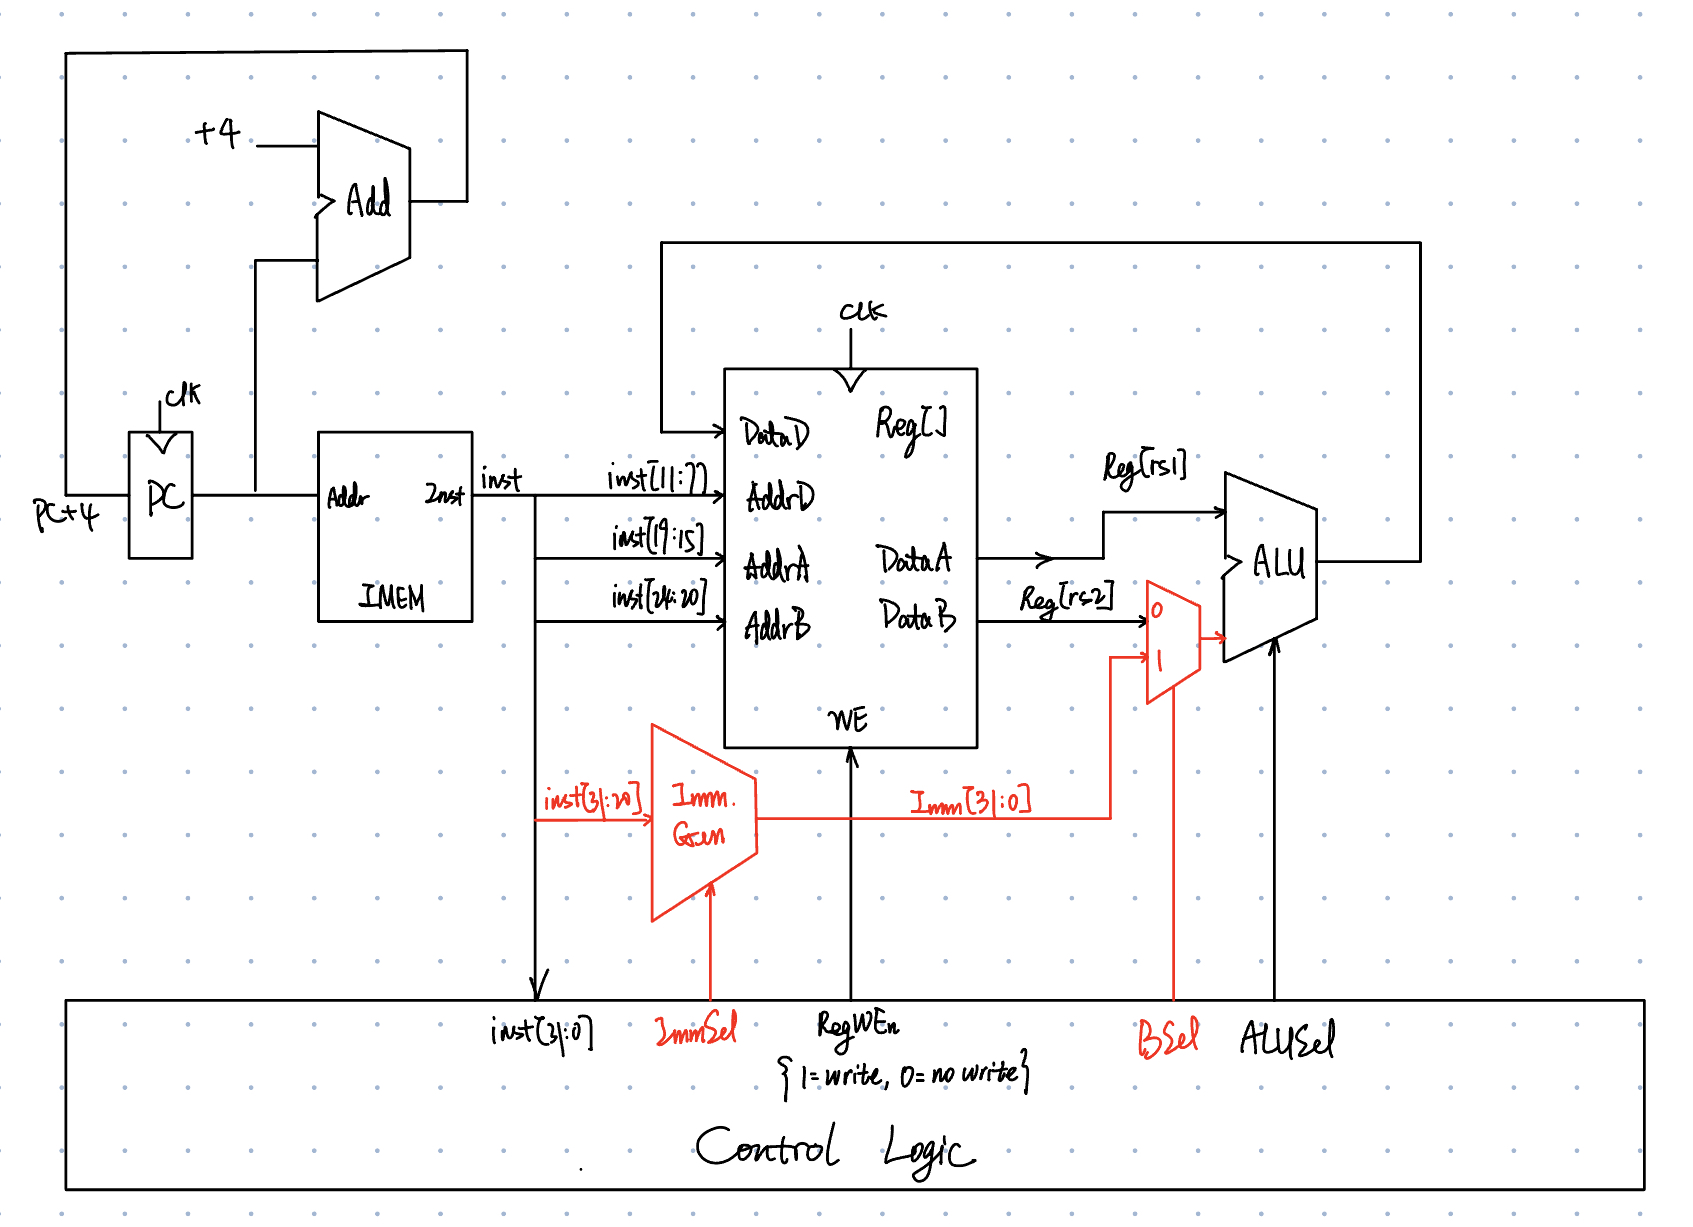 +4
Add
clk
clk
DataD
Reg[]
Reg[rs1]
PC
Addr
Inst
inst
inst[11:7]
AddrD
PC+4
inst[19:15]
AddrA
DataA
ALU
IMEM
inst[24:20]
AddrB
DataB
Reg[rs2]
0
1
WE
inst[31:20]
Imm.
Gen
Imm[31:0]
inst[31:0]
ImmSel
RegWEn
BSel
ALUSel
{1=write, 0=no write}
Control Logic